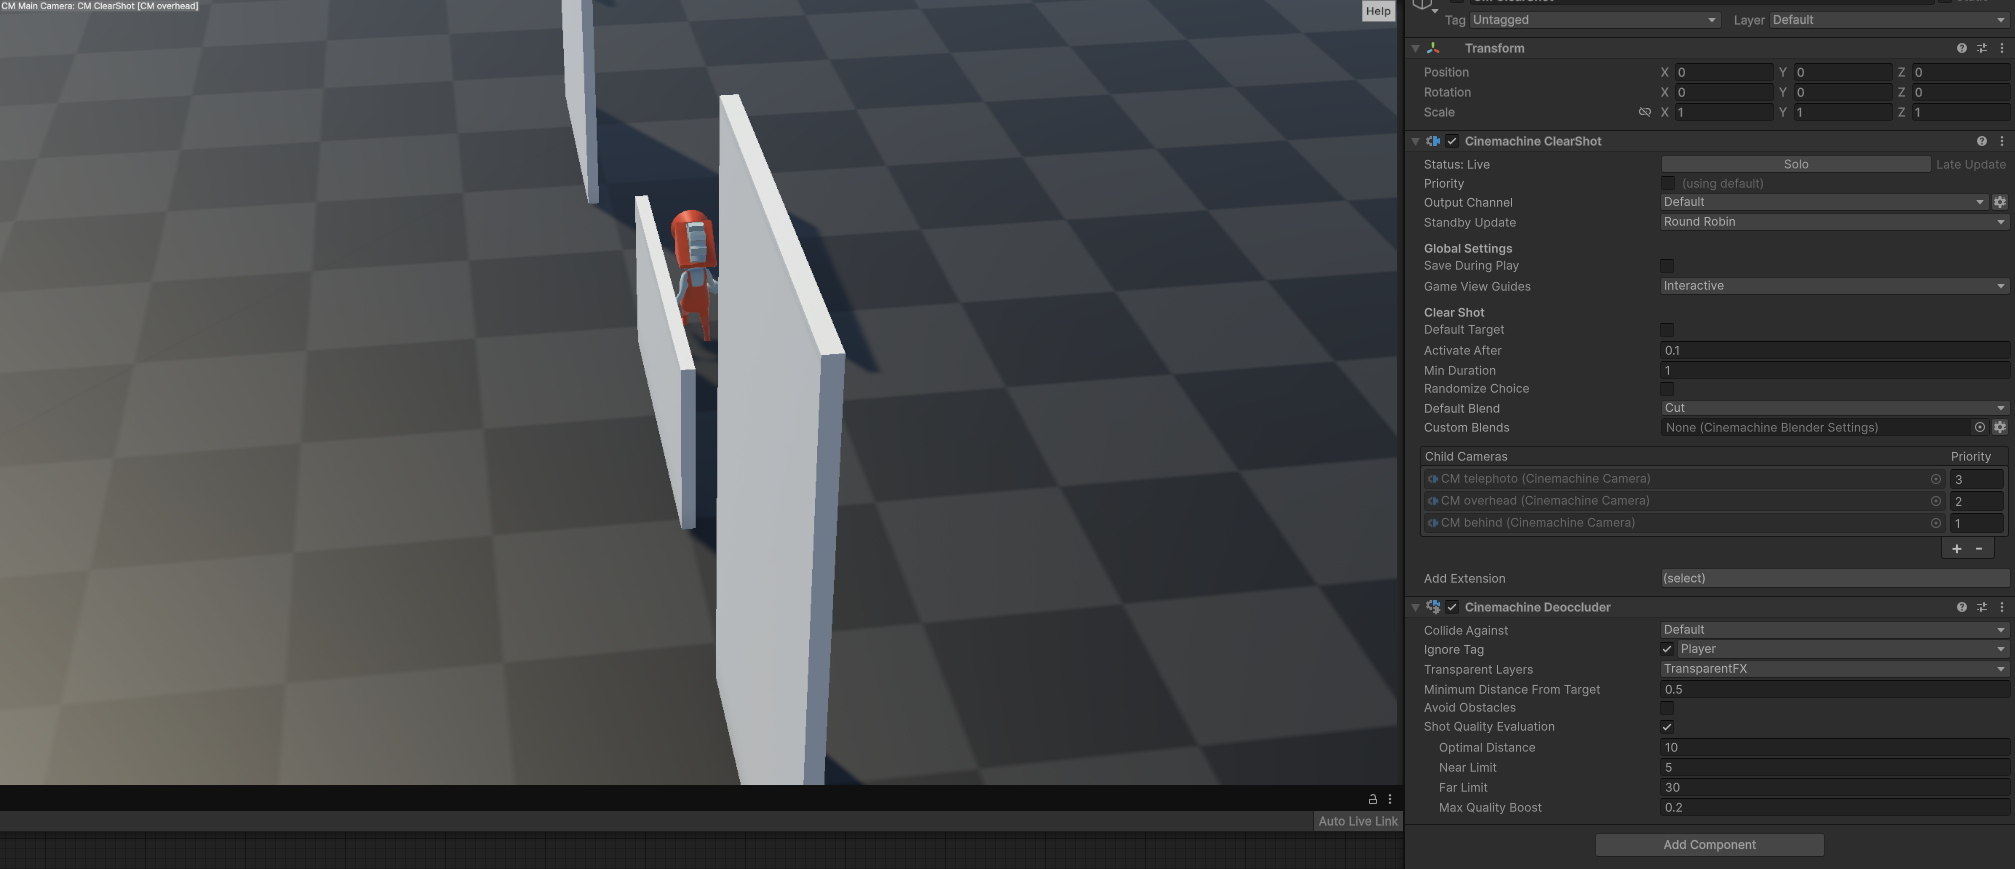 CM Main Camera: CM ClearShot [CM overhead]
Help
Tag Untagged Layer Default
Transform
Position X 0 Y 0 Z 0
Rotation X 0 Y 0 Z 0
Scale X 1 Y 1 Z 1
Cinemachine ClearShot
Status: Live Solo Late Update
Priority (using default)
Output Channel Default
Standby Update Round Robin
Global Settings
Save During Play
Game View Guides Interactive
Clear Shot
Default Target
Activate After 0.1
Min Duration 1
Randomize Choice
Default Blend Cut
Custom Blends None (Cinemachine Blender Settings)
Child Cameras Priority
CM telephoto (Cinemachine Camera) 3
CM overhead (Cinemachine Camera) 2
CM behind (Cinemachine Camera) 1
+ -
Add Extension (select)
Cinemachine Deoccluder
Collide Against Default
Ignore Tag Player
Transparent Layers TransparentFX
Minimum Distance From Target 0.5
Avoid Obstacles
Shot Quality Evaluation
Optimal Distance 10
Near Limit 5
Far Limit 30
Max Quality Boost 0.2
Auto Live Link
Add Component